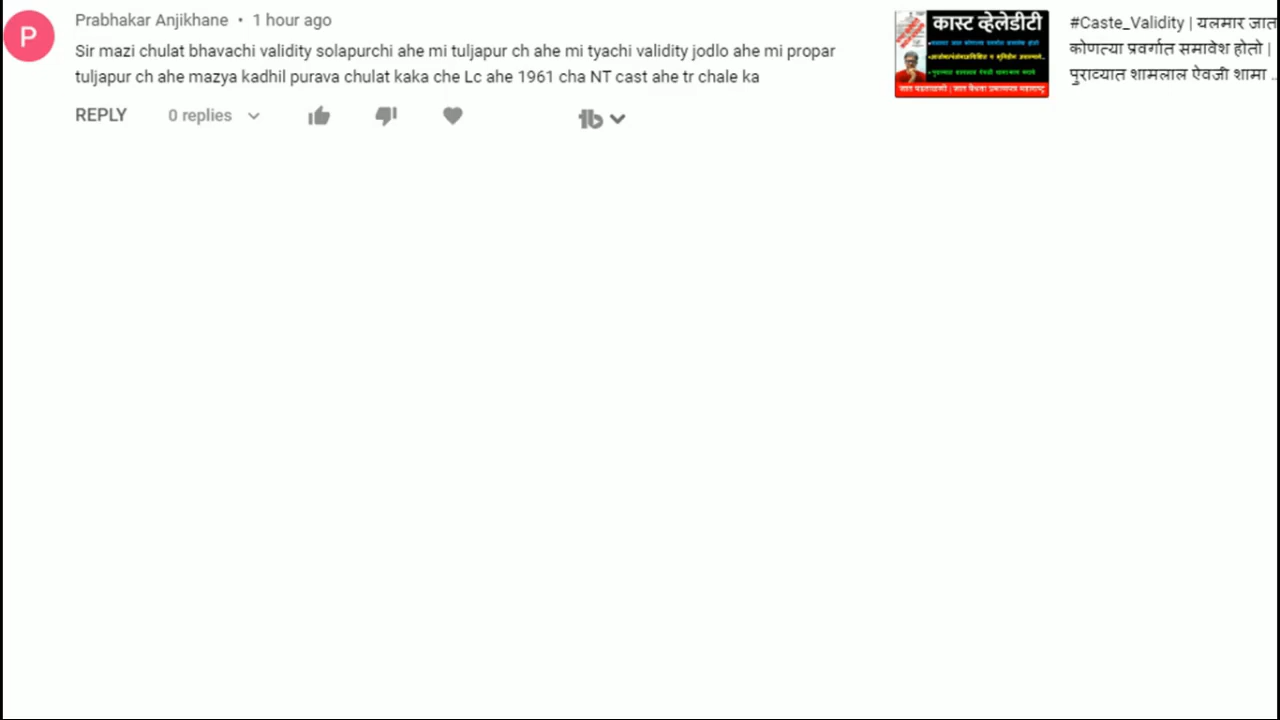 P
Prabhakar Anjikhane • 1 hour ago
Sir mazi chulat bhavachi validitysolapurchi ahe mi tuljapur ch ahe mi tyachi validity jodlo ahe mi propar
tuljapur ch ahe mazya kadhil purava chulat kaka che Lc ahe 1961 cha NT cast ahe tr chale ka
REPLY 0 replies
कास्ट व्हेलेडीटी
#Caste_Validity | यलमार जात
कोणत्या प्रवर्गात समावेश होतो |
पुराव्यात शामलाल ऐवजी शामा ..